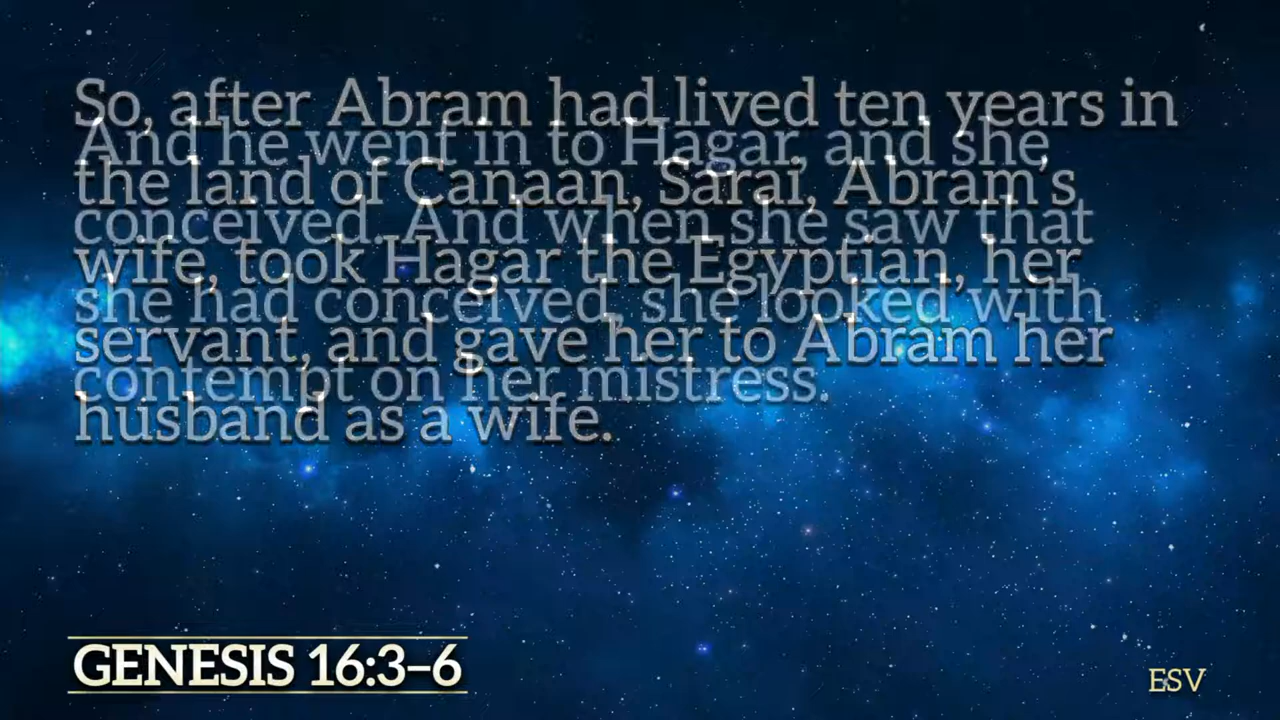 So, after Abram had lived ten years in
the land of Canaan, Sarai, Abram's
wife, took Hagar the Egyptian, her
servant, and gave her to Abram her
husband as a wife.
And he went in to Hagar, and she
conceived. And when she saw that
she had conceived, she looked with
contempt on her mistress.
GENESIS 16:3–6
ESV